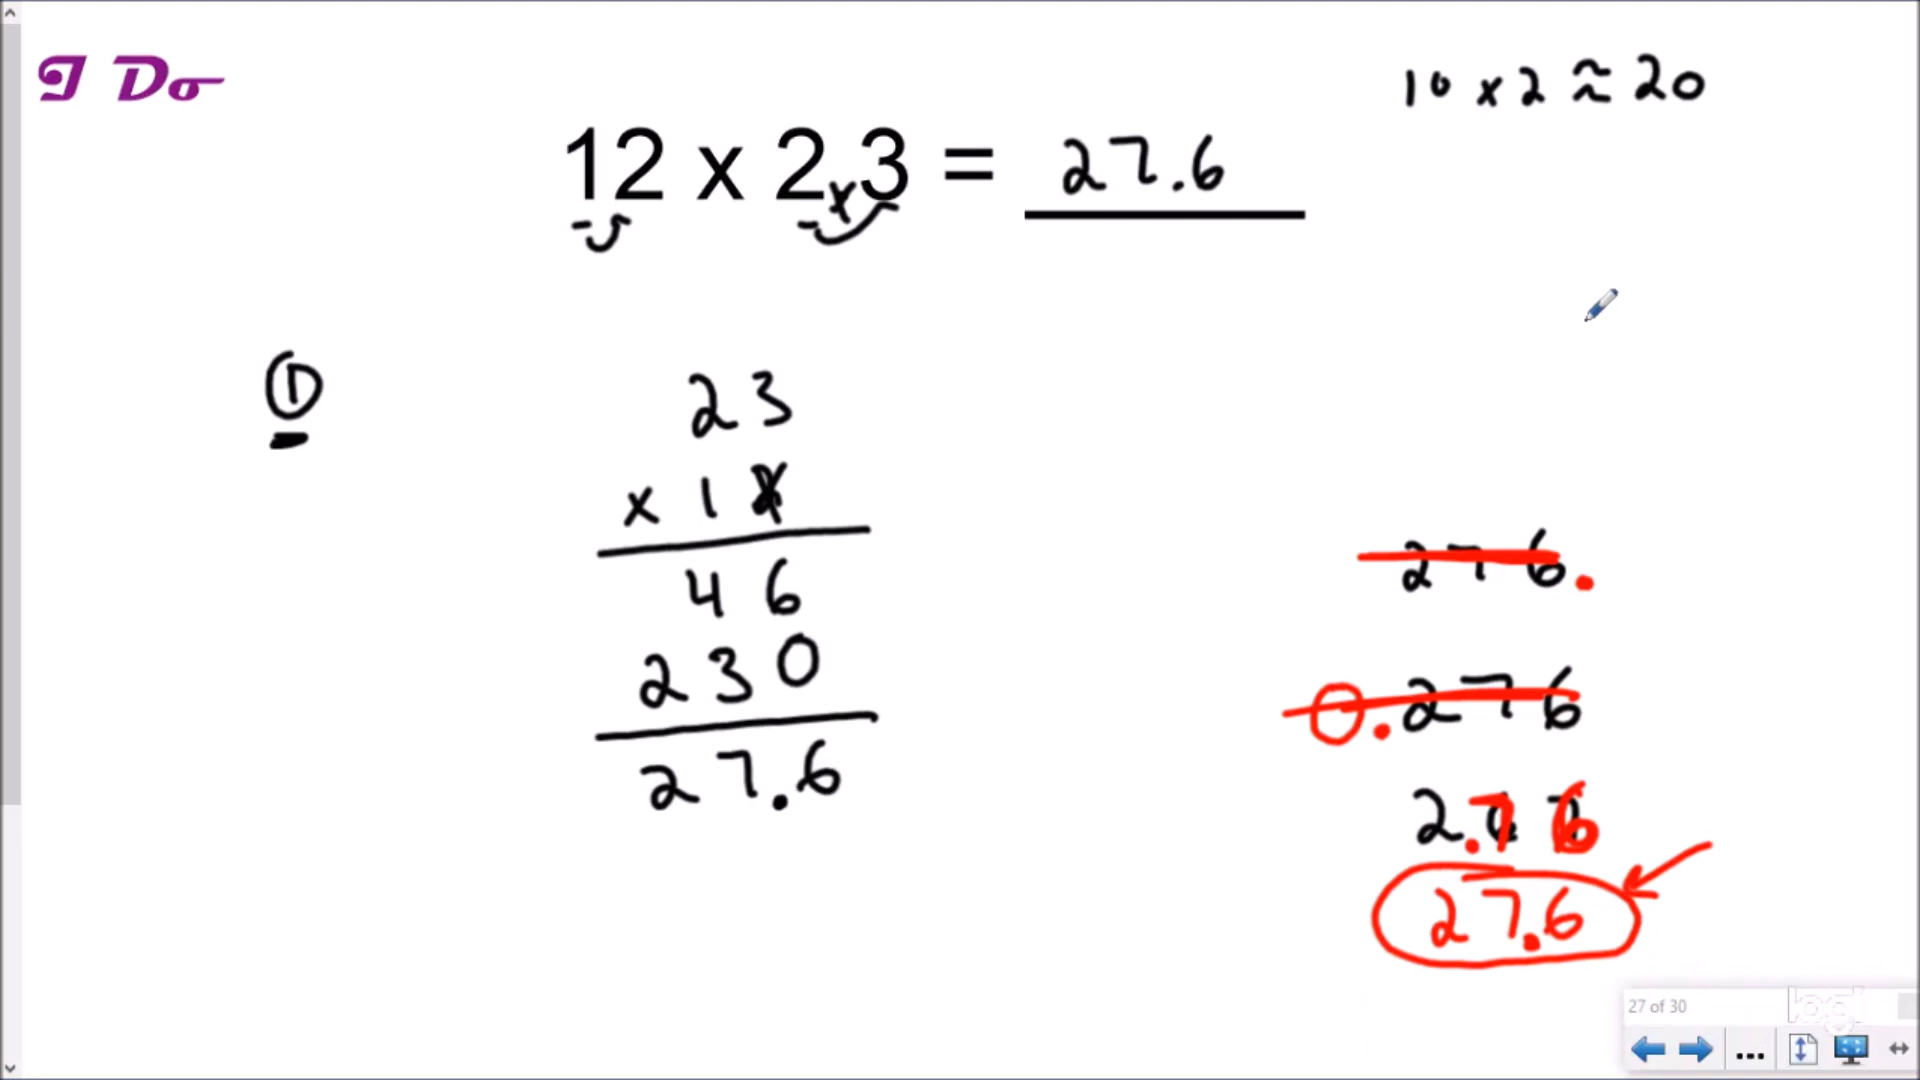 I Do
10 x 2 ≈ 20
12 x 2.3 = 27.6
①
23
x 12
46
230
27.6
276.
0.276
2.76
27.6
27 of 30